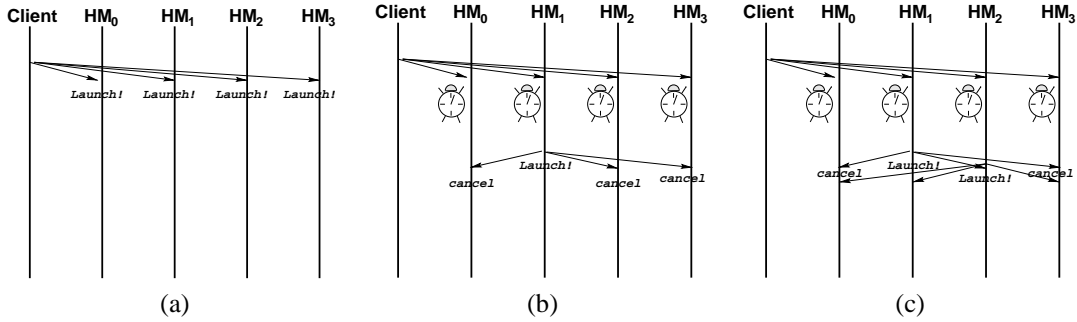 Client HM0 HM1 HM2 HM3
Launch! Launch! Launch! Launch!
(a)
Client HM0 HM1 HM2 HM3
Launch!
cancel cancel cancel
(b)
Client HM0 HM1 HM2 HM3
Launch!
cancel Launch! cancel
(c)